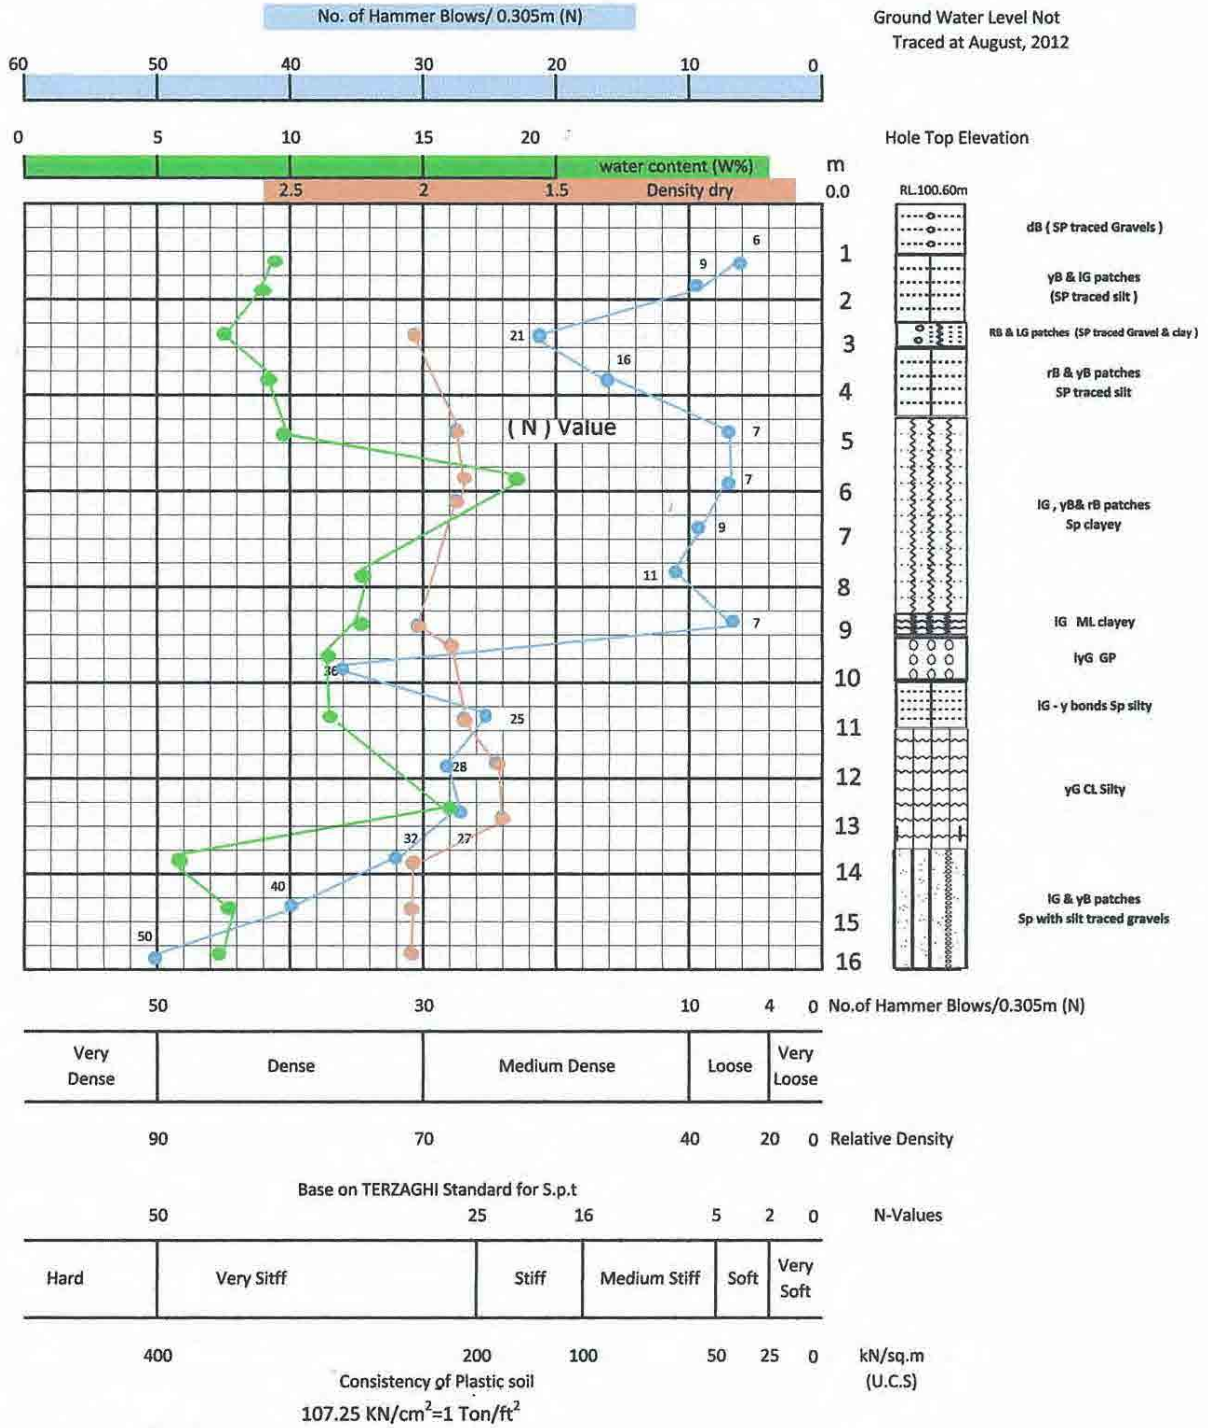 No. of Hammer Blows/ 0.305m (N)
Ground Water Level Not
Traced at August, 2012
60 50 40 30 20 10 0
0 5 10 15 20
Hole Top Elevation
water content (W%)
m
2.5 2 1.5 Density dry
0.0
RL.100.60m
6
dB ( SP traced Gravels )
1
9
yB & lG patches
(SP traced silt )
2
21
RB & LG patches (SP traced Gravel & clay )
3
16
rB & yB patches
SP traced silt
4
( N ) Value
7
5
7
6
lG , yB& rB patches
Sp clayey
9
7
11
8
7
9
lG ML clayey
lyG GP
36
10
25
lG - y bonds Sp silty
11
28
12
yG CL Silty
32 27
13
14
40
lG & yB patches
Sp with silt traced gravels
15
50
16
50 30 10 4 0 No.of Hammer Blows/0.305m (N)
Very
Dense
Dense
Medium Dense
Loose
Very
Loose
90 70 40 20 0 Relative Density
Base on TERZAGHI Standard for S.p.t
50 25 16 5 2 0 N-Values
Hard
Very Sitff
Stiff
Medium Stiff
Soft
Very
Soft
400 200 100 50 25 0 kN/sq.m
(U.C.S)
Consistency of Plastic soil
107.25 KN/cm²=1 Ton/ft²